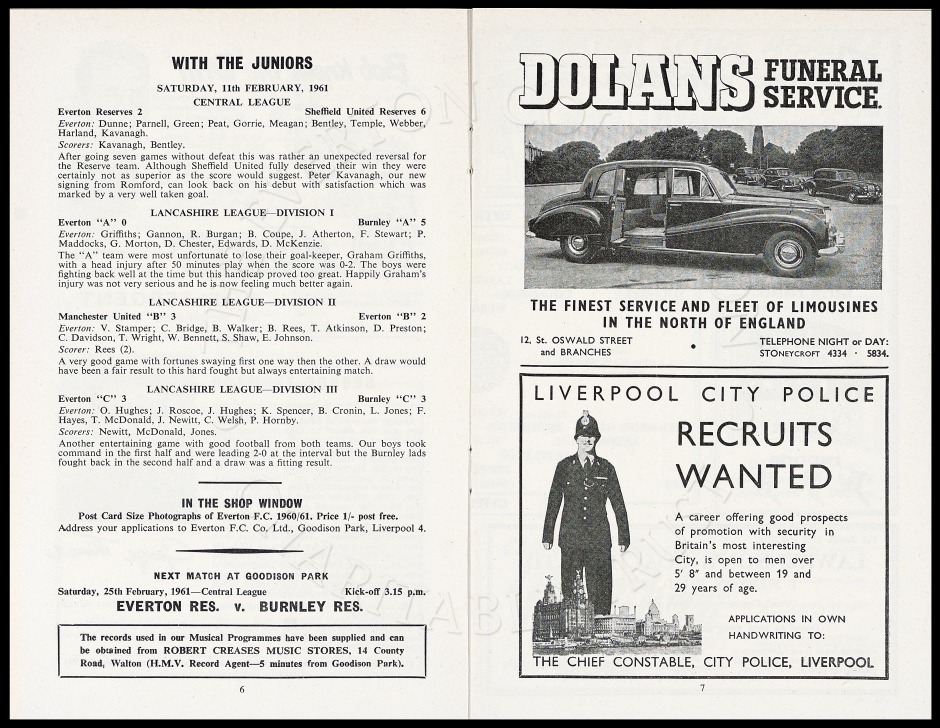 WITH THE JUNIORS
SATURDAY, 11th FEBRUARY, 1961
CENTRAL LEAGUE
Everton Reserves 2 Sheffield United Reserves 6
Everton: Dunne; Parnell, Green; Peat, Gorrie, Meagan; Bentley, Temple, Webber,
Harland, Kavanagh.
Scorers: Kavanagh, Bentley.
After going seven games without defeat this was rather an unexpected reversal for
the Reserve team. Although Sheffield United fully deserved their win they were
certainly not as superior as the score would suggest. Peter Kavanagh, our new
signing from Romford, can look back on his debut with satisfaction which was
marked by a very well taken goal.
LANCASHIRE LEAGUE—DIVISION I
Everton "A" 0 Burnley "A" 5
Everton: Griffiths; Gannon, R. Burgan; B. Coupe, J. Atherton, F. Stewart; P.
Maddocks, G. Morton, D. Chester, Edwards, D. McKenzie.
The "A" team were most unfortunate to lose their goal-keeper, Graham Griffiths,
with a head injury after 50 minutes play when the score was 0-2. The boys were
fighting back well at the time but this handicap proved too great. Happily Graham's
injury was not very serious and he is now feeling much better again.
LANCASHIRE LEAGUE—DIVISION II
Manchester United "B" 3 Everton "B" 2
Everton: V. Stamper; C. Bridge, B. Walker; B. Rees, T. Atkinson, D. Preston;
C. Davidson, T. Wright, W. Bennett, S. Shaw, E. Johnson.
Scorer: Rees (2).
A very good game with fortunes swaying first one way then the other. A draw would
have been a fair result to this hard fought but always entertaining match.
LANCASHIRE LEAGUE—DIVISION III
Everton "C" 3 Burnley "C" 3
Everton: O. Hughes; J. Roscoe, J. Hughes; K. Spencer, B. Cronin, L. Jones; F.
Hayes, T. McDonald, J. Newitt, C. Welsh, P. Hornby.
Scorers: Newitt, McDonald, Jones.
Another entertaining game with good football from both teams. Our boys took
command in the first half and were leading 2-0 at the interval but the Burnley lads
fought back in the second half and a draw was a fitting result.
IN THE SHOP WINDOW
Post Card Size Photographs of Everton F.C. 1960/61. Price 1/- post free.
Address your applications to Everton F.C. Co. Ltd., Goodison Park, Liverpool 4.
NEXT MATCH AT GOODISON PARK
Saturday, 25th February, 1961—Central League Kick-off 3.15 p.m.
EVERTON RES. v. BURNLEY RES.
The records used in our Musical Programmes have been supplied and can
be obtained from ROBERT CREASES MUSIC STORES, 14 County
Road, Walton (H.M.V. Record Agent—5 minutes from Goodison Park).
6
DOLANS FUNERAL
SERVICE.
THE FINEST SERVICE AND FLEET OF LIMOUSINES
IN THE NORTH OF ENGLAND
12, St. OSWALD STREET
and BRANCHES
TELEPHONE NIGHT or DAY:
STONeycroft 4334 · 5834.
LIVERPOOL CITY POLICE
RECRUITS
WANTED
A career offering good prospects
of promotion with security in
Britain's most interesting
City, is open to men over
5' 8" and between 19 and
29 years of age.
APPLICATIONS IN OWN
HANDWRITING TO:
THE CHIEF CONSTABLE, CITY POLICE, LIVERPOOL
7